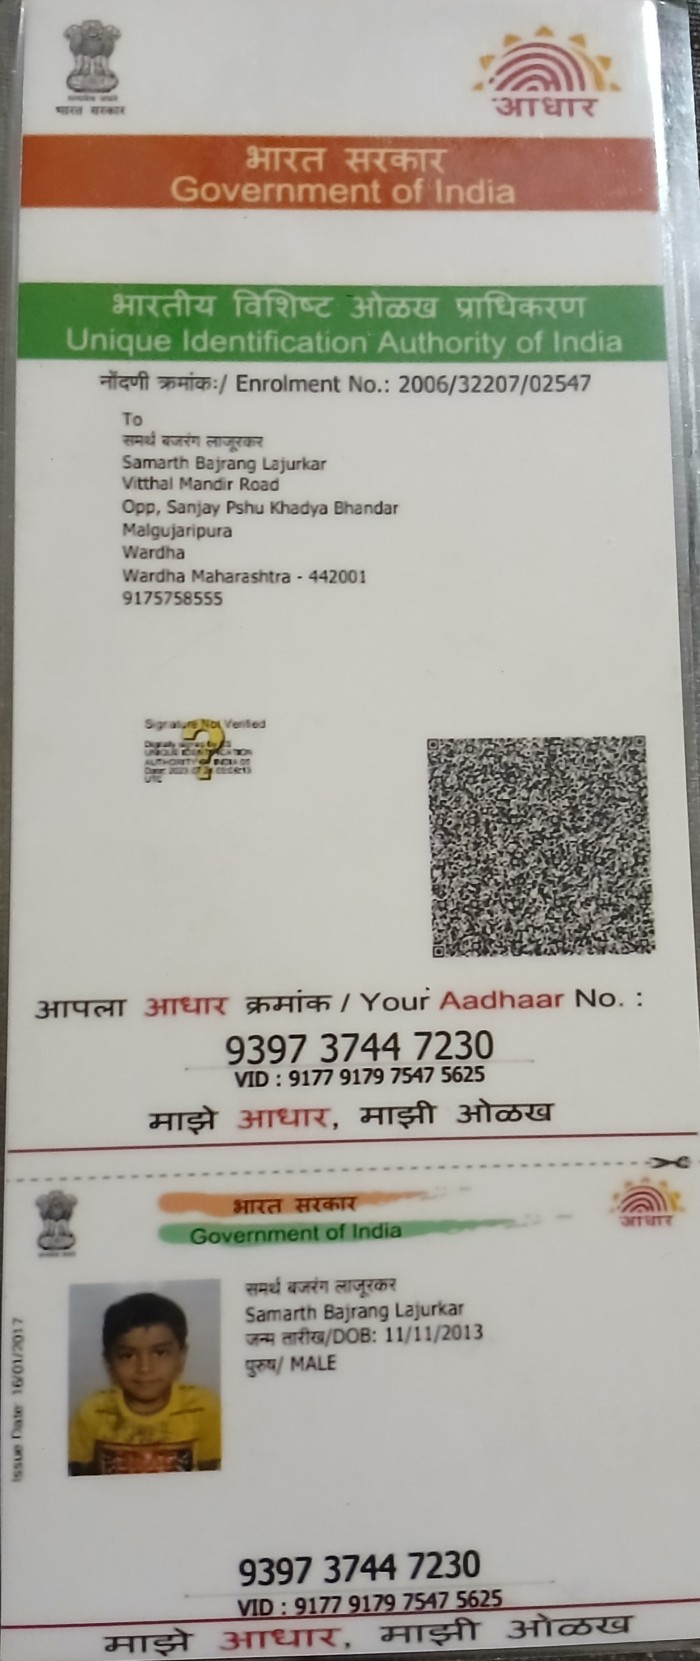 भारत सरकार
आधार
भारत सरकार
Government of India
भारतीय विशिष्ट ओळख प्राधिकरण
Unique Identification Authority of India
नोंदणी क्रमांक:/ Enrolment No.: 2006/32207/02547
To
समर्थ बजरंग लाजूरकर
Samarth Bajrang Lajurkar
Vitthal Mandir Road
Opp, Sanjay Pshu Khadya Bhandar
Malgujaripura
Wardha
Wardha Maharashtra - 442001
9175758555
Signature Not Verified
आपला आधार क्रमांक / Your Aadhaar No. :
9397 3744 7230
VID : 9177 9179 7547 5625
माझे आधार, माझी ओळख
भारत सरकार
Government of India
आधार
समर्थ बजरंग लाजूरकर
Samarth Bajrang Lajurkar
जन्म तारीख/DOB: 11/11/2013
पुरुष/ MALE
Issue Date: 16/01/2017
9397 3744 7230
VID : 9177 9179 7547 5625
माझे आधार, माझी ओळख